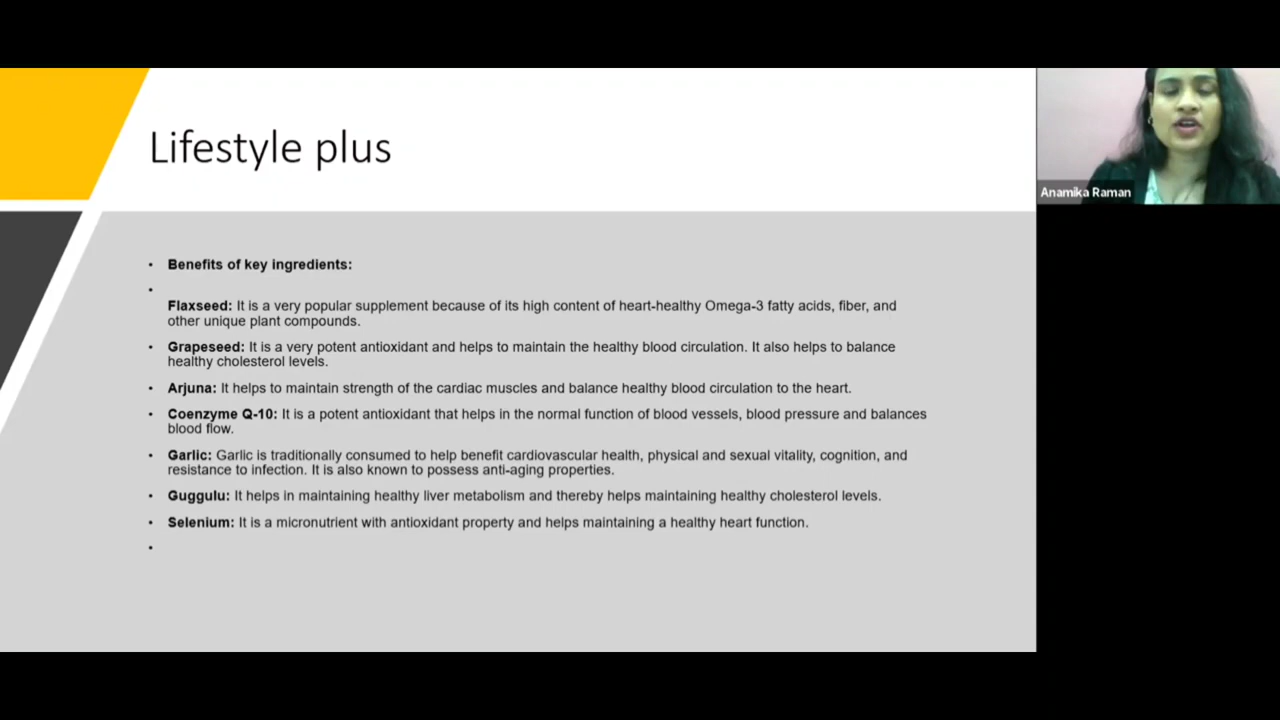 Lifestyle plus
Anamika Raman
• Benefits of key ingredients:
•
Flaxseed: It is a very popular supplement because of its high content of heart-healthy Omega-3 fatty acids, fiber, and
other unique plant compounds.
• Grapeseed: It is a very potent antioxidant and helps to maintain the healthy blood circulation. It also helps to balance
healthy cholesterol levels.
• Arjuna: It helps to maintain strength of the cardiac muscles and balance healthy blood circulation to the heart.
• Coenzyme Q-10: It is a potent antioxidant that helps in the normal function of blood vessels, blood pressure and balances
blood flow.
• Garlic: Garlic is traditionally consumed to help benefit cardiovascular health, physical and sexual vitality, cognition, and
resistance to infection. It is also known to possess anti-aging properties.
• Guggulu: It helps in maintaining healthy liver metabolism and thereby helps maintaining healthy cholesterol levels.
• Selenium: It is a micronutrient with antioxidant property and helps maintaining a healthy heart function.
•